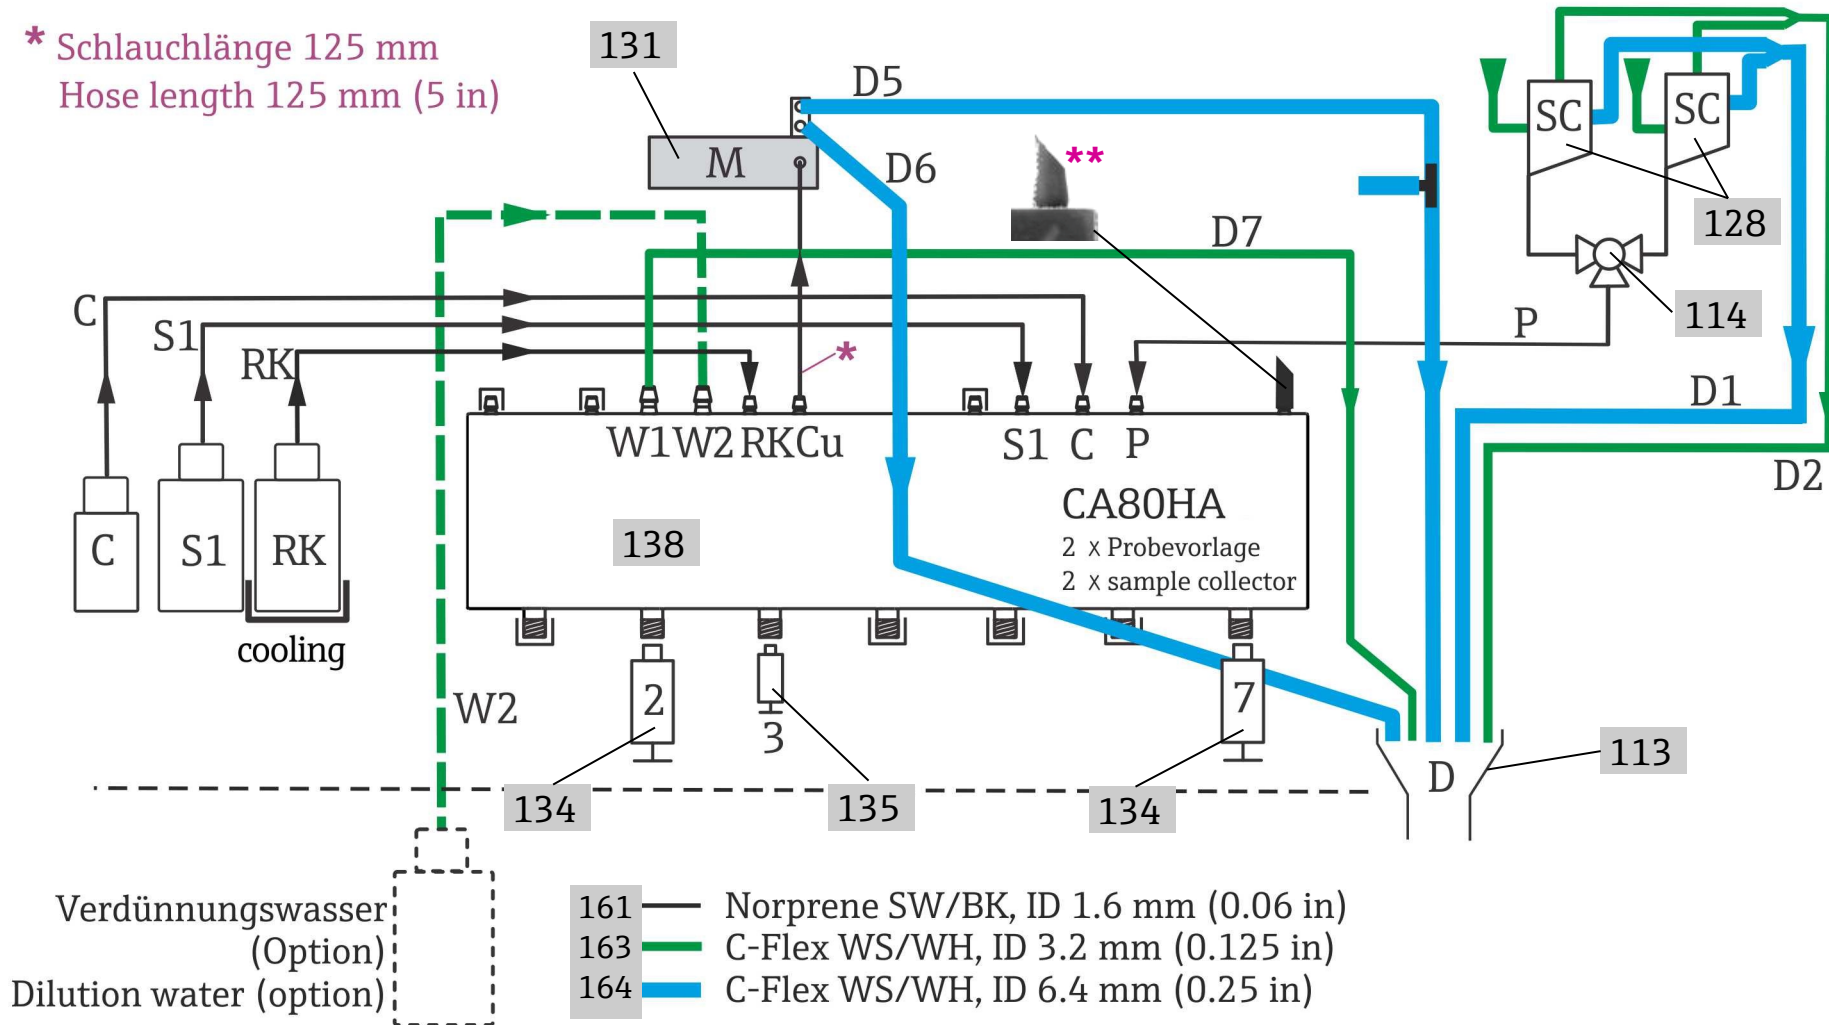 * Schlauchlänge 125 mm
Hose length 125 mm (5 in)
131
D5
M
D6
**
D7
SC
SC
128
114
C
S1
RK
*
P
D1
D2
W1 W2 RK Cu
S1 C P
CA80HA
2 x Probevorlage
2 x sample collector
138
C
S1
RK
cooling
W2
2
3
7
134
135
134
D
113
Verdünnungswasser
(Option)
Dilution water (option)
161 Norprene SW/BK, ID 1.6 mm (0.06 in)
163 C-Flex WS/WH, ID 3.2 mm (0.125 in)
164 C-Flex WS/WH, ID 6.4 mm (0.25 in)